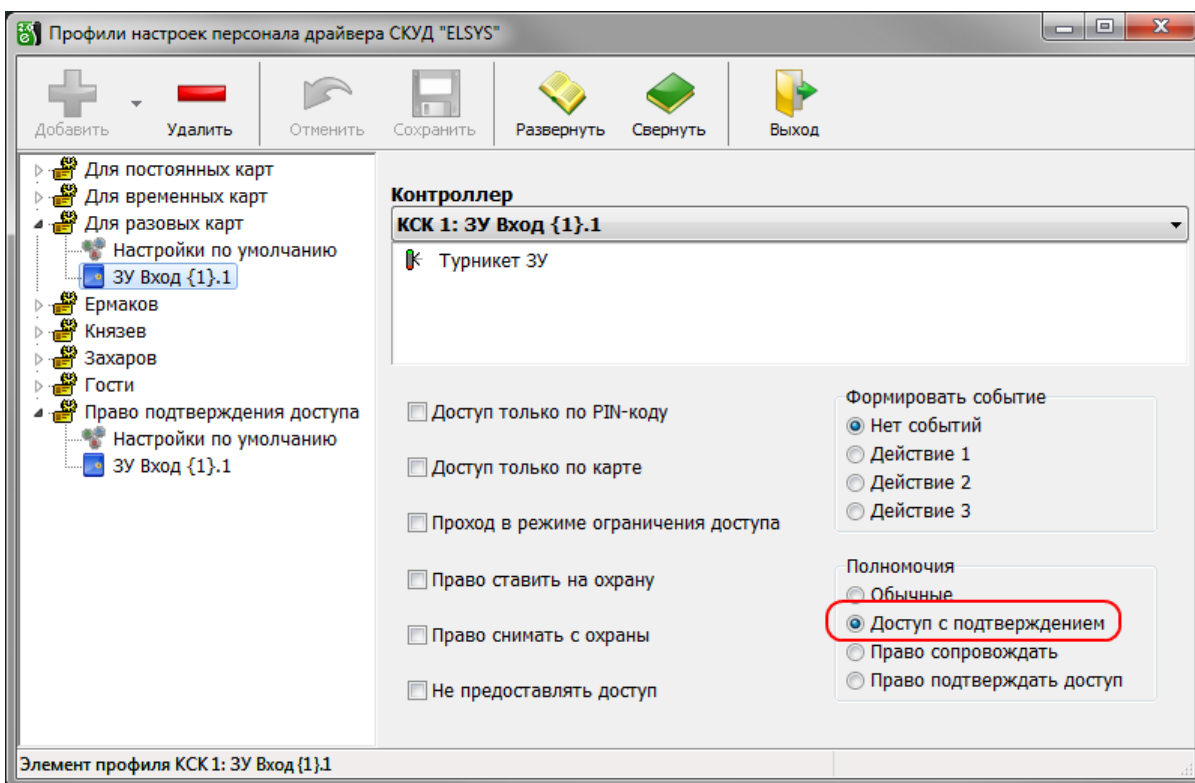 Профили настроек персонала драйвера СКУД "ELSYS"
Добавить Удалить Отменить Сохранить Развернуть Свернуть Выход
Для постоянных карт
Для временных карт
Для разовых карт
Настройки по умолчанию
ЗУ Вход {1}.1
Ермаков
Князев
Захаров
Гости
Право подтверждения доступа
Настройки по умолчанию
ЗУ Вход {1}.1
Контроллер
КСК 1: ЗУ Вход {1}.1
Турникет ЗУ
Доступ только по PIN-коду
Доступ только по карте
Проход в режиме ограничения доступа
Право ставить на охрану
Право снимать с охраны
Не предоставлять доступ
Формировать событие
Нет событий
Действие 1
Действие 2
Действие 3
Полномочия
Обычные
Доступ с подтверждением
Право сопровождать
Право подтверждать доступ
Элемент профиля КСК 1: ЗУ Вход {1}.1